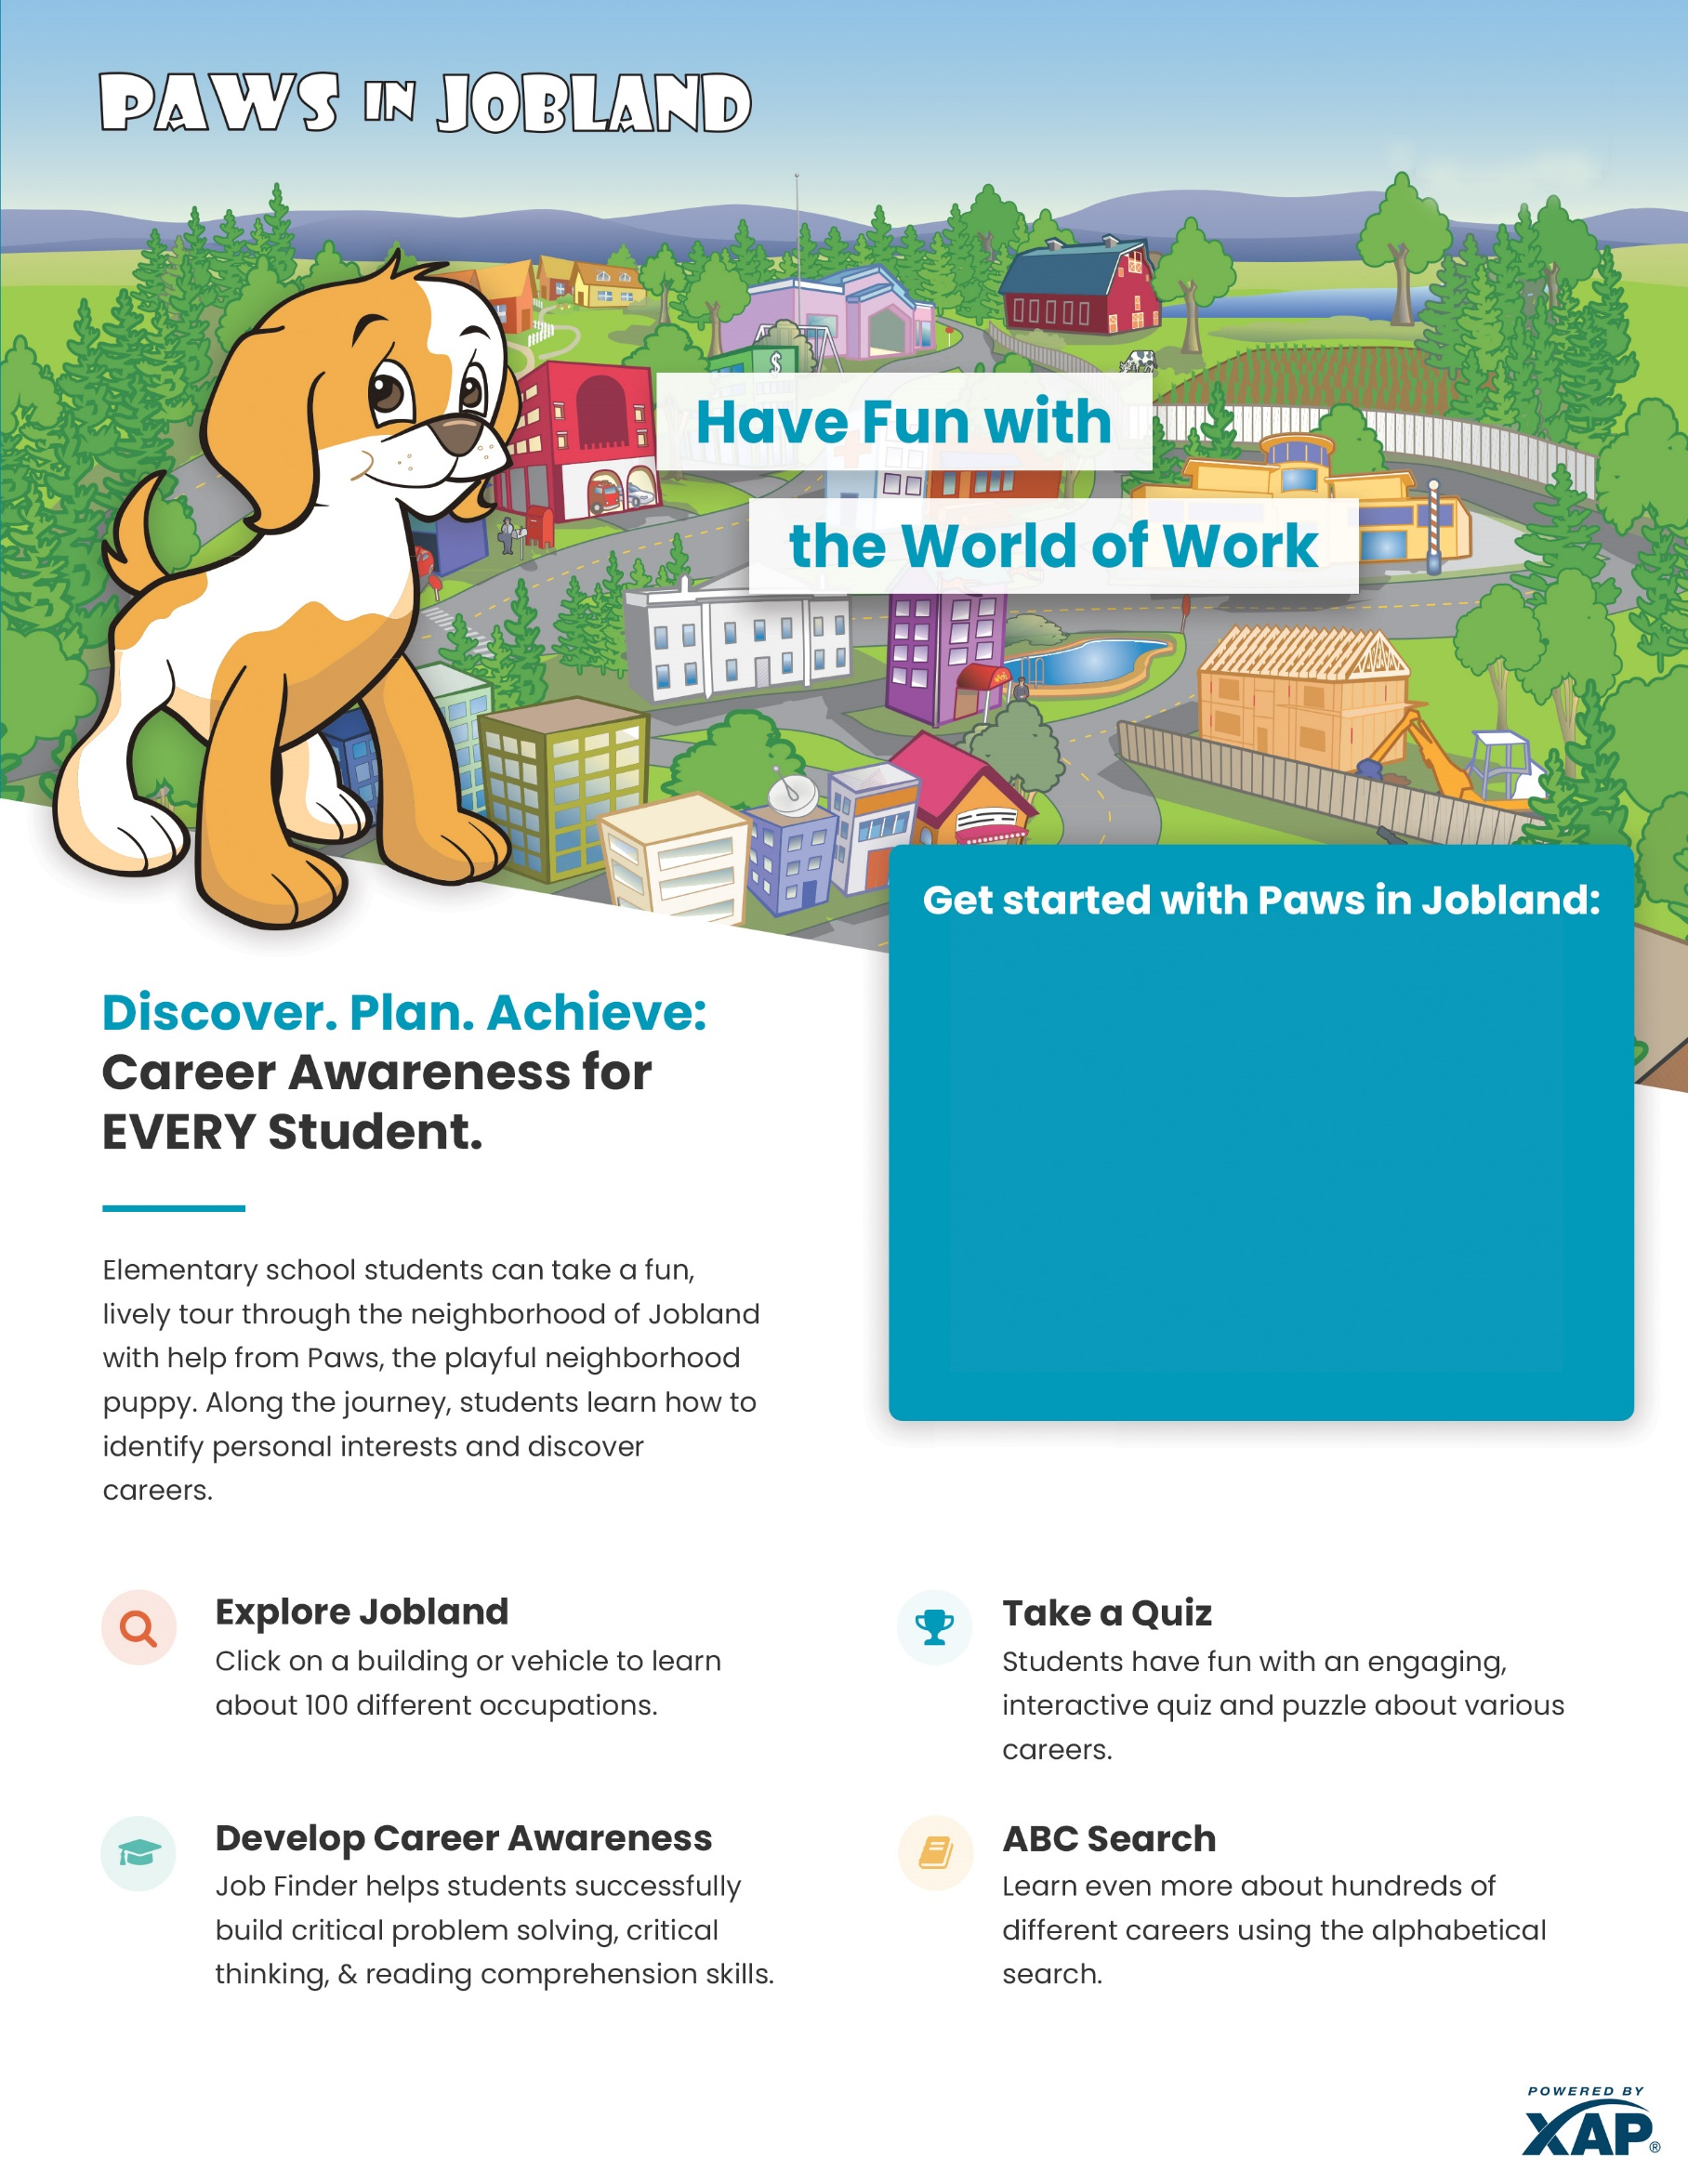 PAWS IN JOBLAND
$
Have Fun with
the World of Work
Get started with Paws in Jobland:
Discover. Plan. Achieve:
Career Awareness for
EVERY Student.
Elementary school students can take a fun,
lively tour through the neighborhood of Jobland
with help from Paws, the playful neighborhood
puppy. Along the journey, students learn how to
identify personal interests and discover
careers.
Explore Jobland
Click on a building or vehicle to learn
about 100 different occupations.
Take a Quiz
Students have fun with an engaging,
interactive quiz and puzzle about various
careers.
Develop Career Awareness
Job Finder helps students successfully
build critical problem solving, critical
thinking, & reading comprehension skills.
ABC Search
Learn even more about hundreds of
different careers using the alphabetical
search.
POWERED BY
XAP®